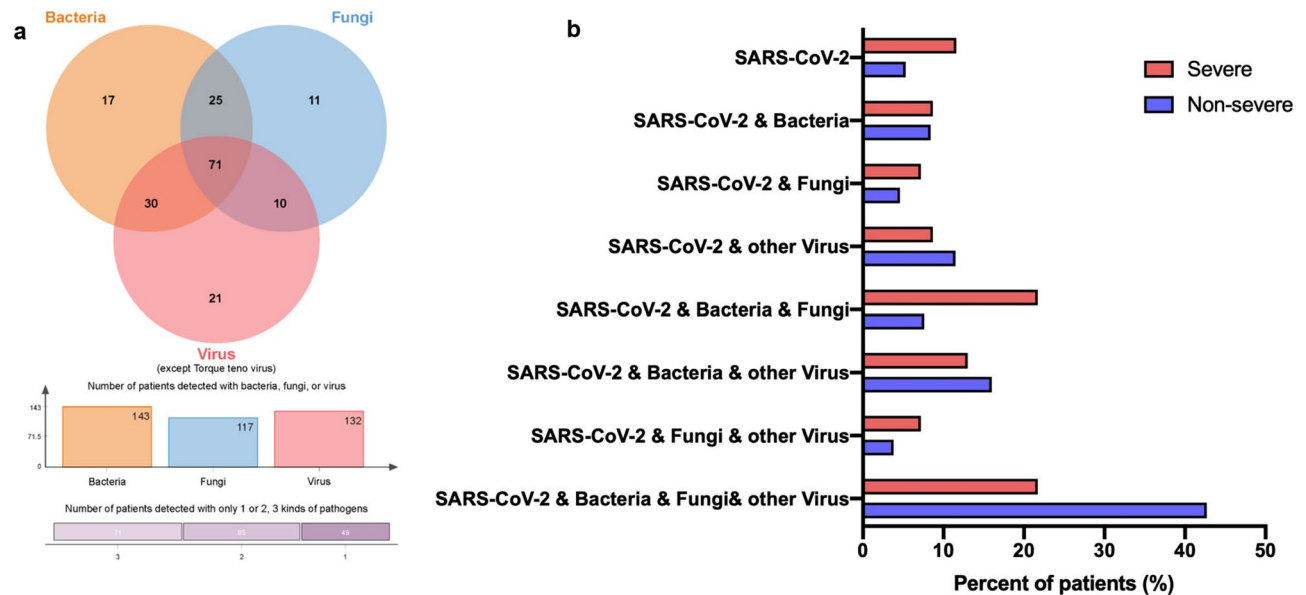 a
Bacteria
Fungi
17
25
11
71
30
10
21
Virus
(except Torque teno virus)
Number of patients detected with bacteria, fungi, or virus
143
71.5
0
143
117
132
Bacteria
Fungi
Virus
Number of patients detected with only 1 or 2, 3 kinds of pathogens
71
65
49
3
2
1
b
SARS-CoV-2
SARS-CoV-2 & Bacteria
SARS-CoV-2 & Fungi
SARS-CoV-2 & other Virus
SARS-CoV-2 & Bacteria & Fungi
SARS-CoV-2 & Bacteria & other Virus
SARS-CoV-2 & Fungi & other Virus
SARS-CoV-2 & Bacteria & Fungi& other Virus
Severe
Non-severe
0
10
20
30
40
50
Percent of patients (%)